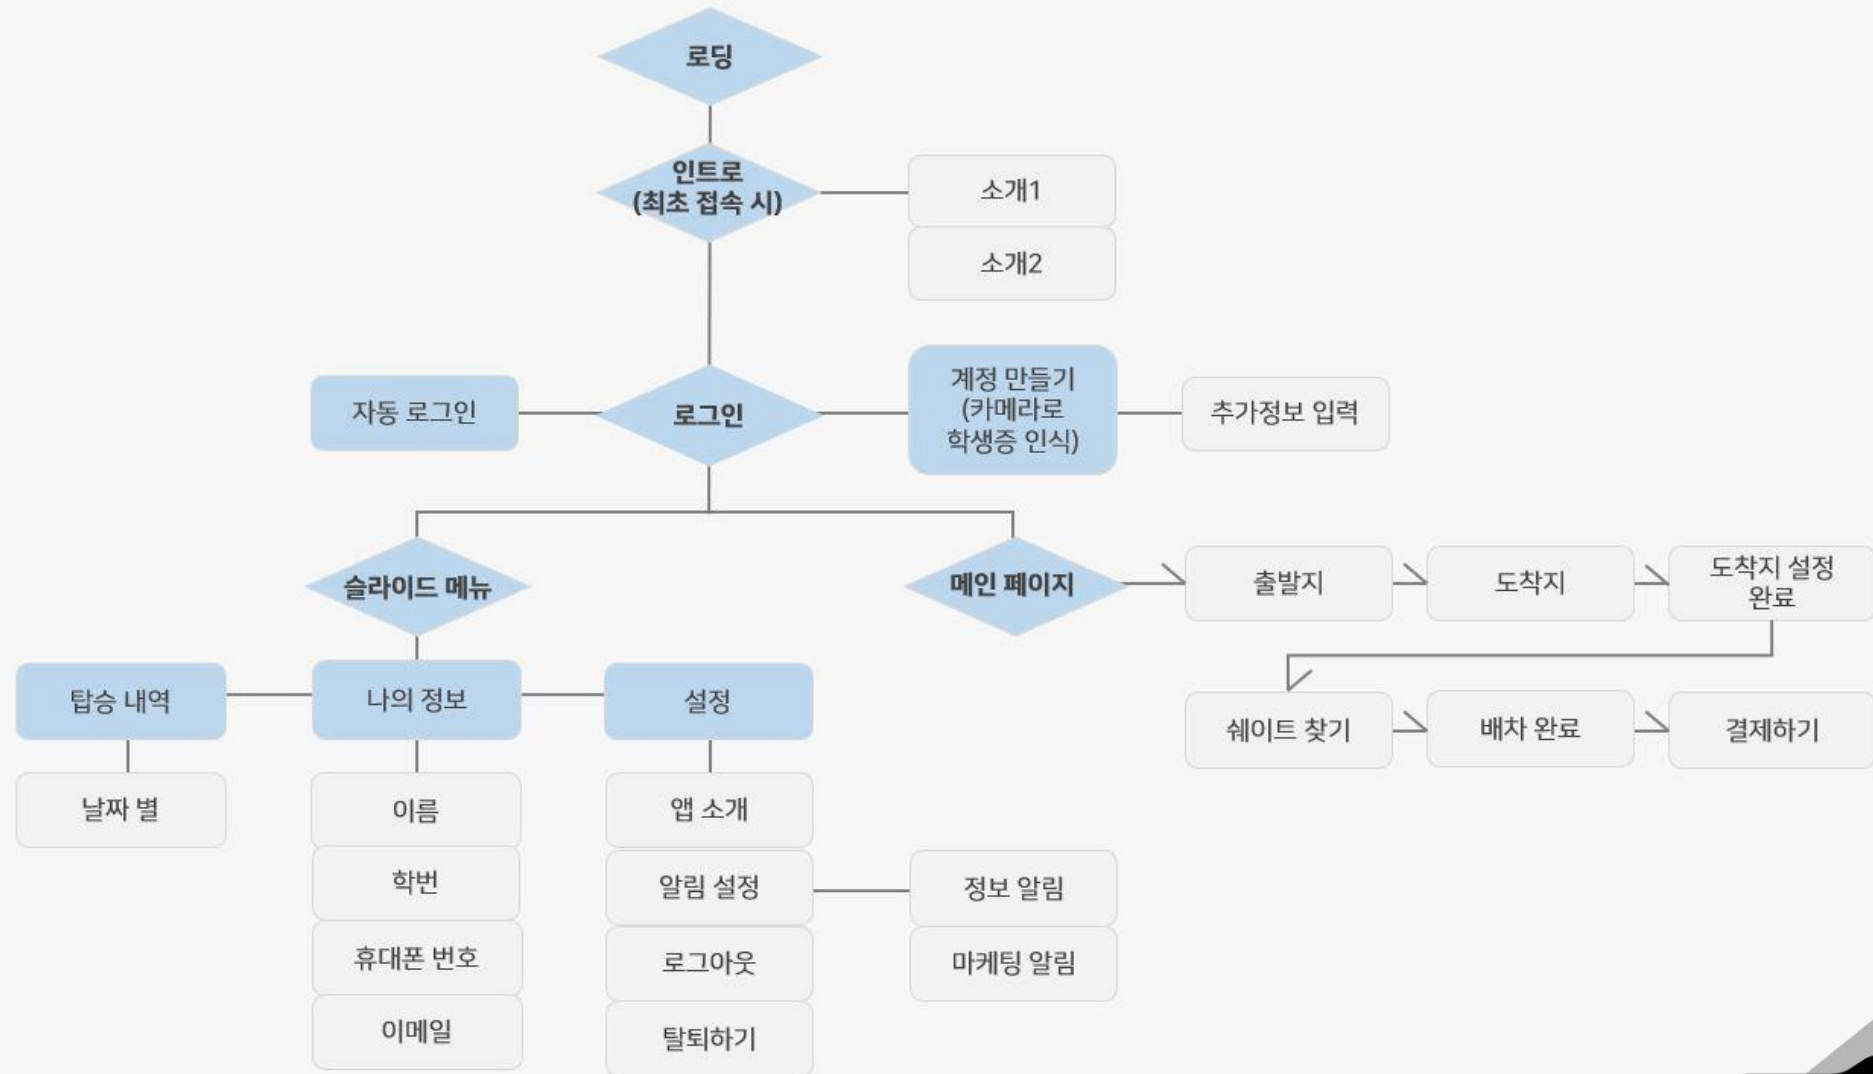 로딩
인트로
(최초 접속 시)
소개1
소개2
자동 로그인
로그인
계정 만들기
(카메라로
학생증 인식)
추가정보 입력
슬라이드 메뉴
메인 페이지
출발지
도착지
도착지 설정
완료
쉐이트 찾기
배차 완료
결제하기
탑승 내역
나의 정보
설정
날짜 별
이름
학번
휴대폰 번호
이메일
앱 소개
알림 설정
로그아웃
탈퇴하기
정보 알림
마케팅 알림